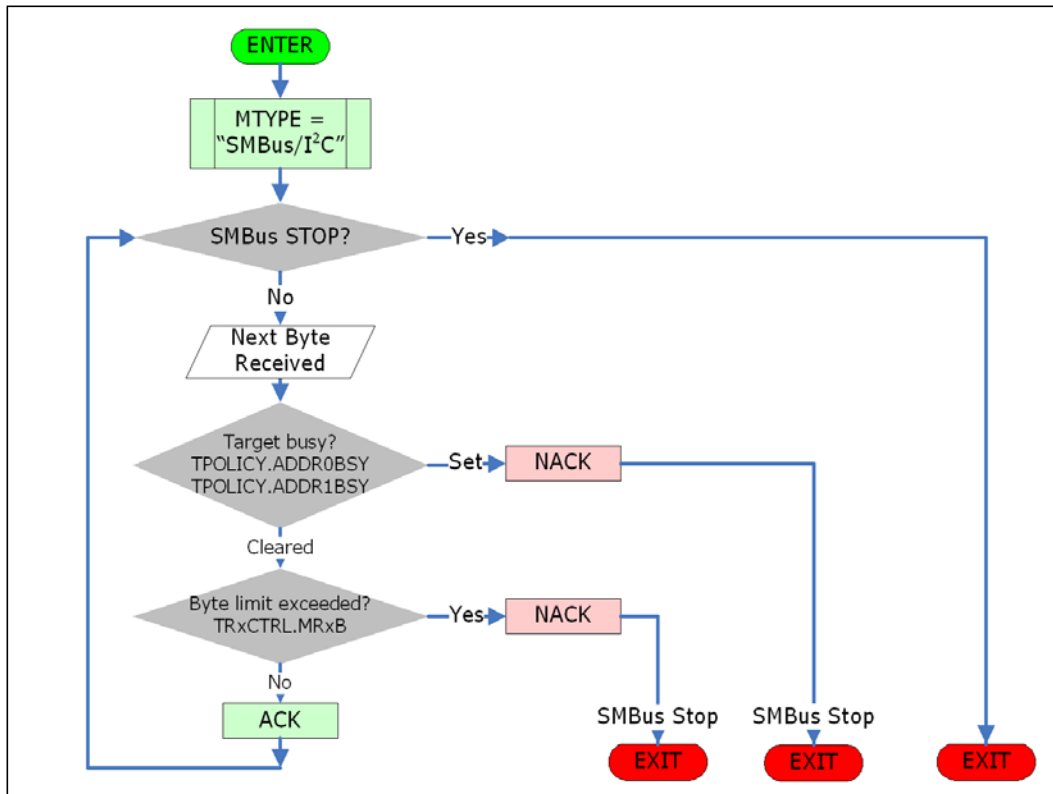 ENTER
MTYPE =
“SMBus/I²C”
SMBus STOP?
Yes
No
Next Byte
Received
Target busy?
TPOLICY.ADDR0BSY
TPOLICY.ADDR1BSY
Set
NACK
Cleared
Byte limit exceeded?
TRxCTRL.MRxB
Yes
NACK
No
ACK
SMBus Stop
SMBus Stop
EXIT
EXIT
EXIT